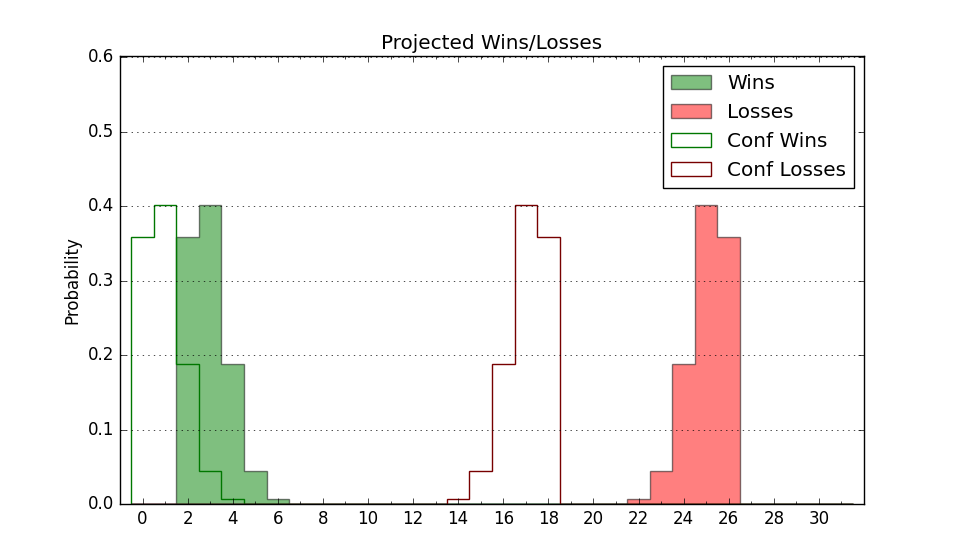 Projected Wins/Losses
0.6
0.5
0.4
0.3
0.2
0.1
0.0
Probability
Wins
Losses
Conf Wins
Conf Losses
0 2 4 6 8 10 12 14 16 18 20 22 24 26 28 30